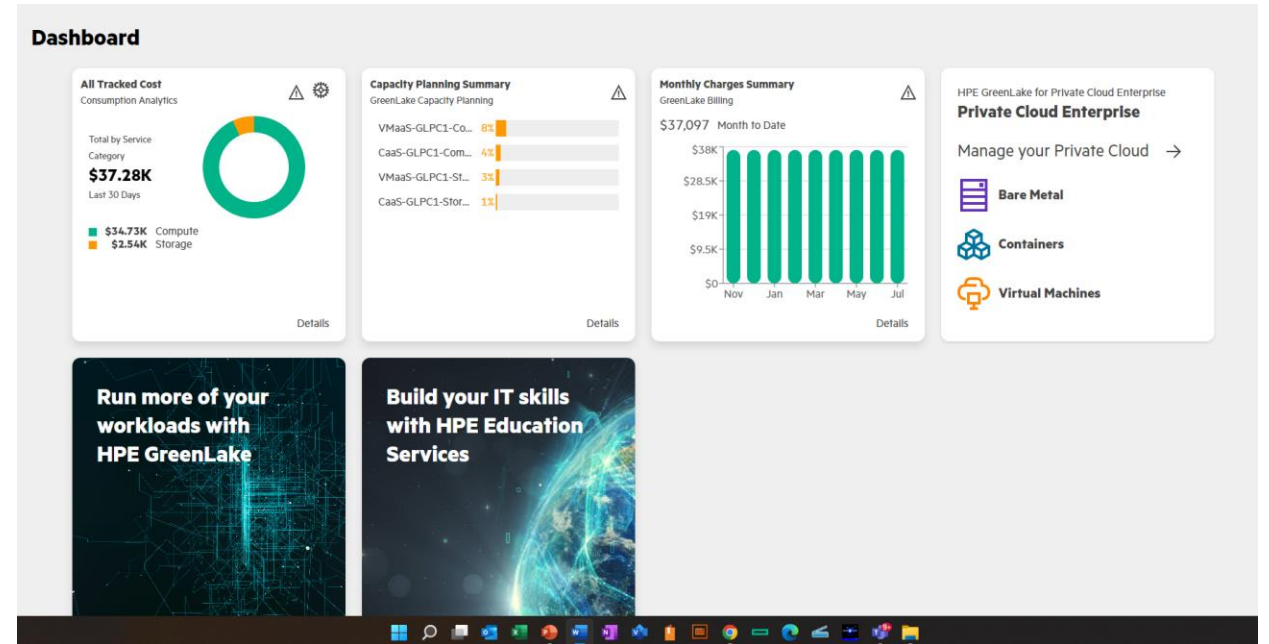 Dashboard
All Tracked Cost
Consumption Analytics
Total by Service
Category
$37.28K
Last 30 Days
$34.73K Compute
$2.54K Storage
Details
Capacity Planning Summary
GreenLake Capacity Planning
VMaaS-GLPC1-Co... 8%
CaaS-GLPC1-Com... 4%
VMaaS-GLPC1-St... 3%
CaaS-GLPC1-Stor... 1%
Details
Monthly Charges Summary
GreenLake Billing
$37,097 Month to Date
$38K
$28.5K
$19K
$9.5K
$0
Nov Jan Mar May Jul
Details
HPE GreenLake for Private Cloud Enterprise
Private Cloud Enterprise
Manage your Private Cloud →
Bare Metal
Containers
Virtual Machines
Run more of your
workloads with
HPE GreenLake
Build your IT skills
with HPE Education
Services